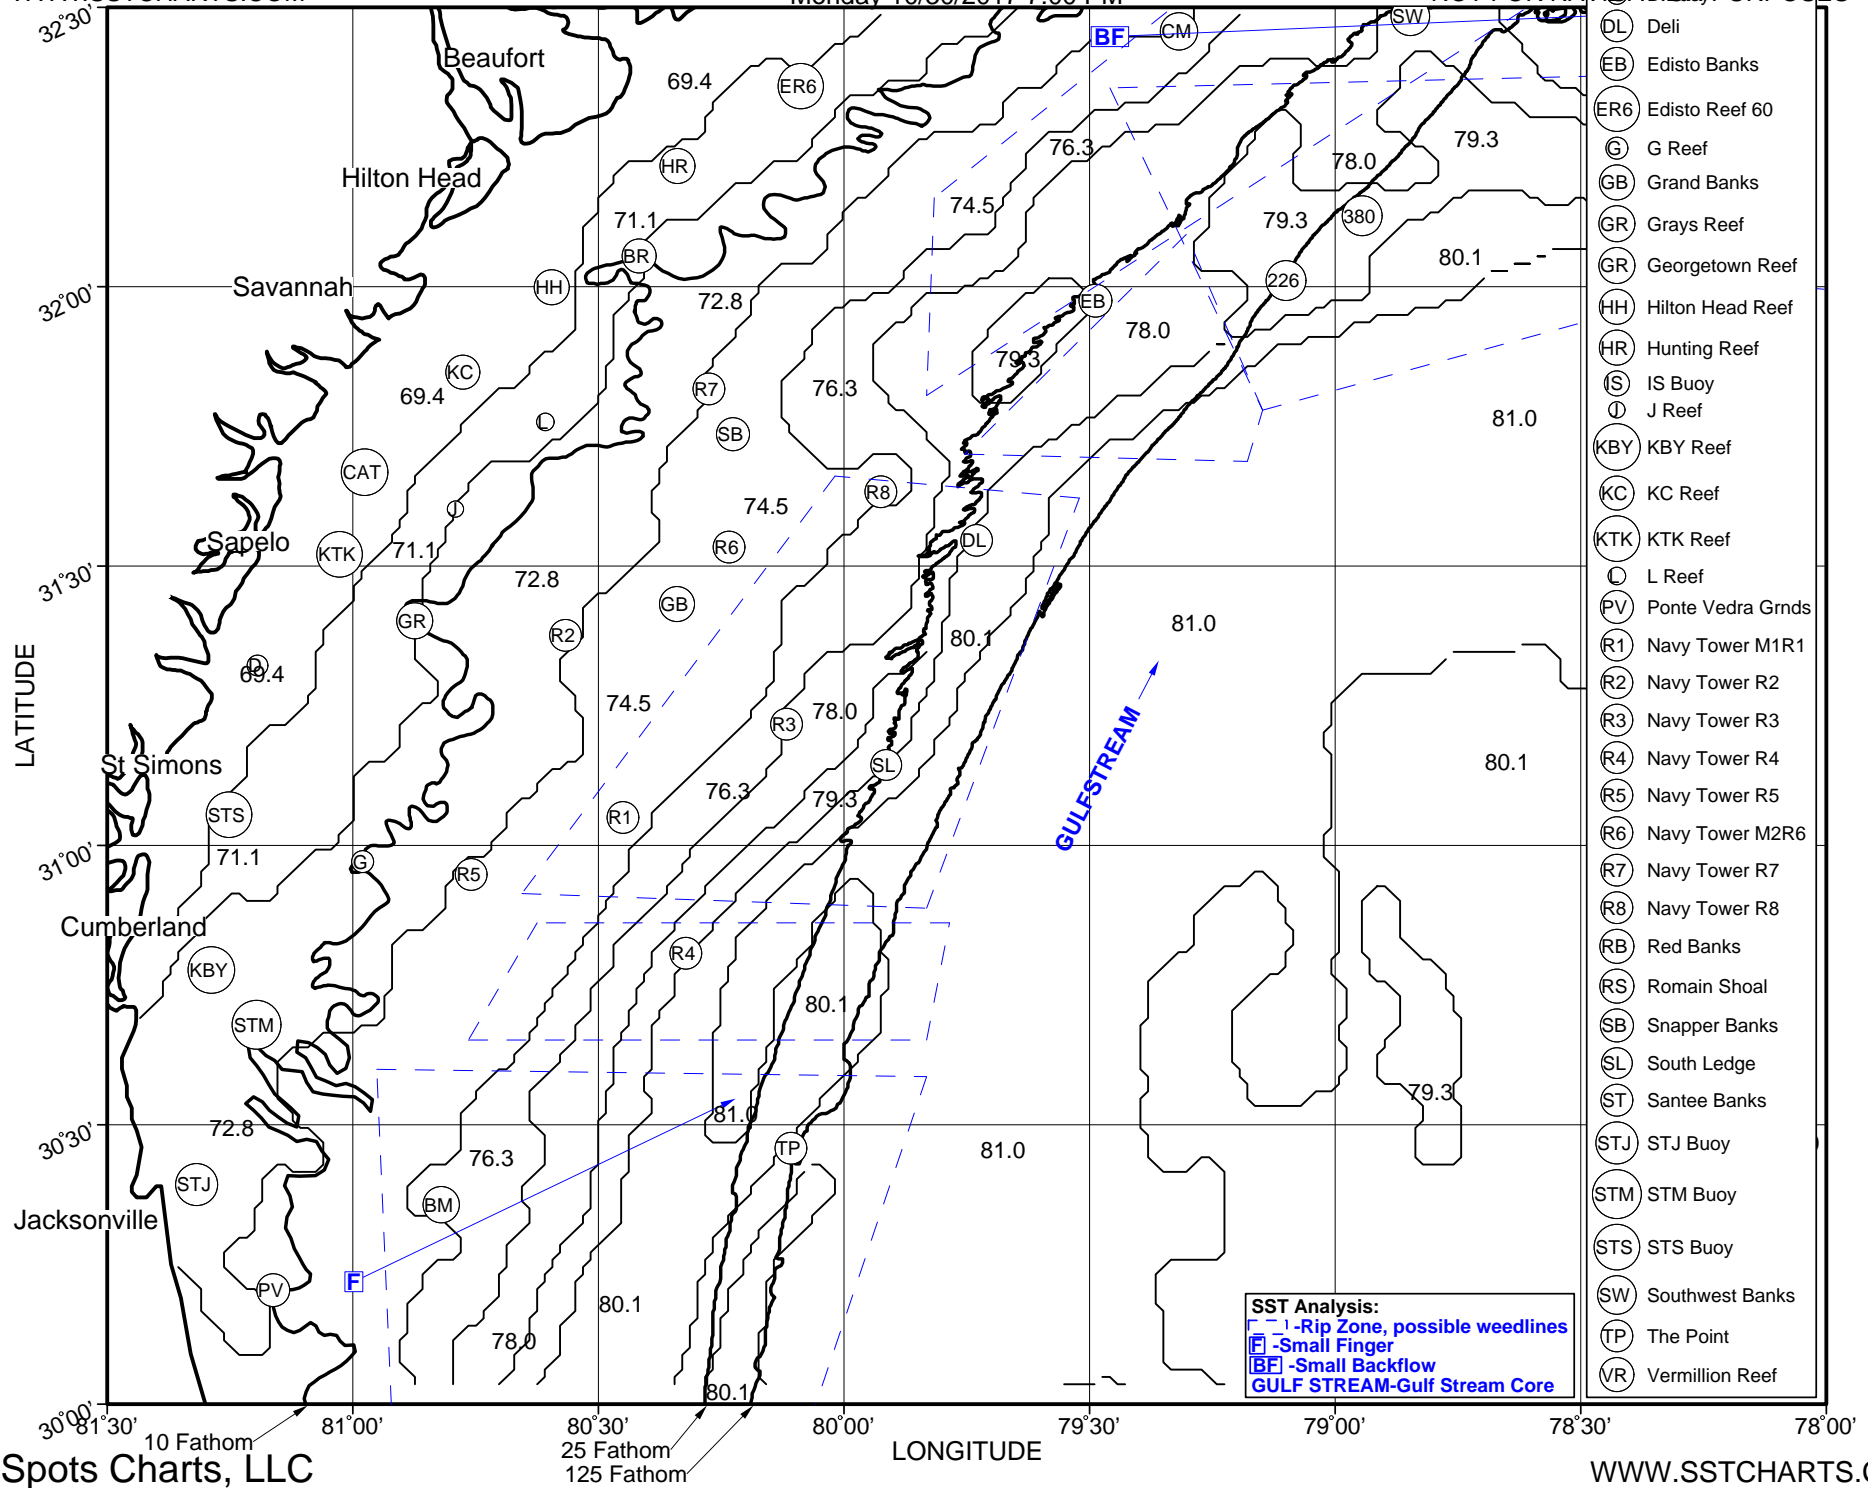 Monday 10/30/2017 7:00 PM
32°30'
32°00'
31°30'
31°00'
30°30'
30°00'
LATITUDE
Beaufort
Hilton Head
Savannah
Sapelo
St Simons
Cumberland
Jacksonville
BF
CM
SW
69.4
ER6
HR
76.3
79.3
78.0
71.1
74.5
79.3
380
BR
80.1
HH
72.8
EB
226
78.0
79.3
KC
69.4
R7
76.3
L
SB
81.0
CAT
R8
J
74.5
KTK
71.1
R6
DL
72.8
GB
GR
R2
80.1
81.0
D
69.4
74.5
R3
78.0
GULFSTREAM
SL
80.1
76.3
79.3
STS
R1
71.1
G
R5
KBY
R4
80.1
STM
79.3
81.0
72.8
TP
76.3
81.0
STJ
BM
F
PV
80.1
78.0
80.1
DL Deli
EB Edisto Banks
ER6 Edisto Reef 60
G G Reef
GB Grand Banks
GR Grays Reef
GR Georgetown Reef
HH Hilton Head Reef
HR Hunting Reef
IS IS Buoy
J J Reef
KBY KBY Reef
KC KC Reef
KTK KTK Reef
L L Reef
PV Ponte Vedra Grnds
R1 Navy Tower M1R1
R2 Navy Tower R2
R3 Navy Tower R3
R4 Navy Tower R4
R5 Navy Tower R5
R6 Navy Tower M2R6
R7 Navy Tower R7
R8 Navy Tower R8
RB Red Banks
RS Romain Shoal
SB Snapper Banks
SL South Ledge
ST Santee Banks
STJ STJ Buoy
STM STM Buoy
STS STS Buoy
SW Southwest Banks
TP The Point
VR Vermillion Reef
SST Analysis:
-Rip Zone, possible weedlines
F -Small Finger
BF -Small Backflow
GULF STREAM-Gulf Stream Core
81°30' 81°00' 80°30' 80°00' 79°30' 79°00' 78°30' 78°00'
10 Fathom
25 Fathom
125 Fathom
LONGITUDE
Spots Charts, LLC
WWW.SSTCHARTS.